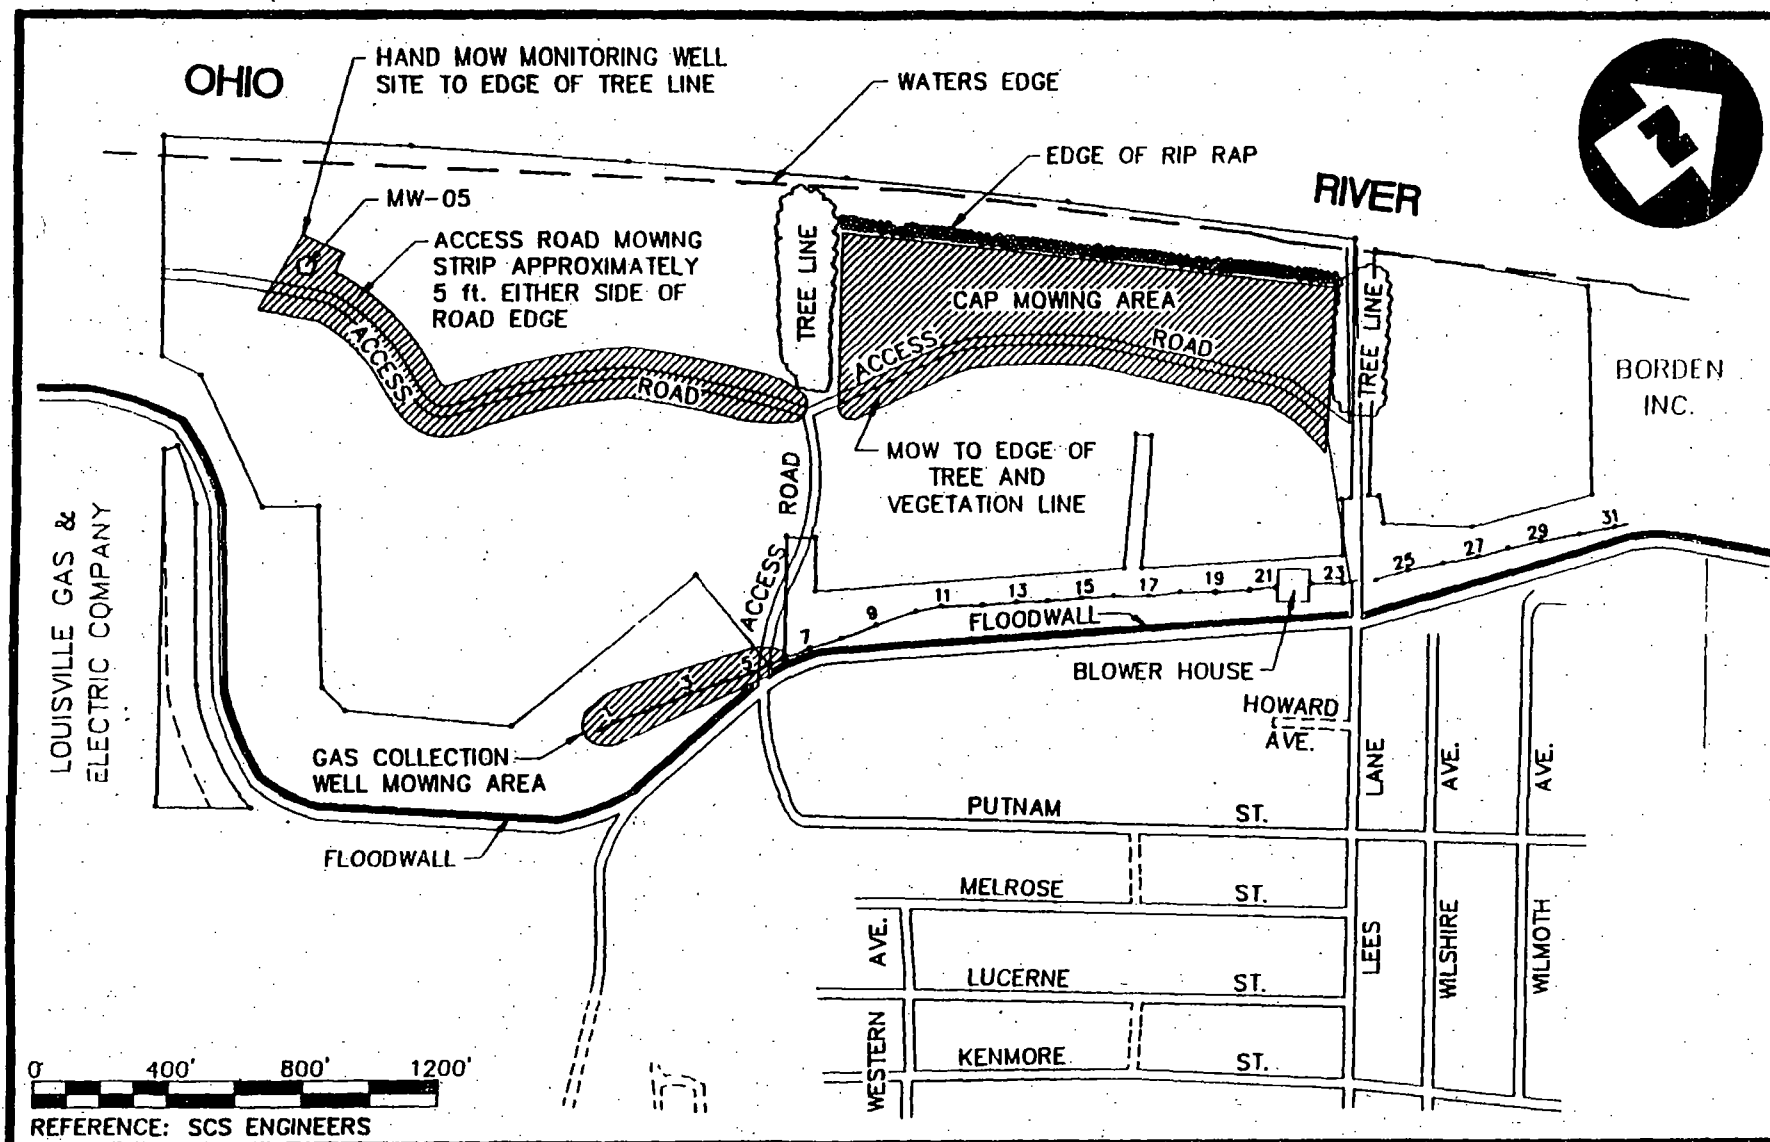 HAND MOW MONITORING WELL
SITE TO EDGE OF TREE LINE
OHIO
WATERS EDGE
EDGE OF RIP RAP
RIVER
N
MW-05
ACCESS ROAD MOWING
STRIP APPROXIMATELY
5 ft. EITHER SIDE OF
ROAD EDGE
TREE LINE
CAP MOWING AREA
TREE LINE
ACCESS
ROAD
ACCESS
ROAD
BORDEN
INC.
MOW TO EDGE OF
TREE AND
VEGETATION LINE
ACCESS
ROAD
LOUISVILLE GAS &
ELECTRIC COMPANY
3
5
7
9
11
13
15
17
19
21
23
25
27
29
31
FLOODWALL
BLOWER HOUSE
HOWARD
AVE.
GAS COLLECTION
WELL MOWING AREA
FLOODWALL
PUTNAM ST.
MELROSE ST.
LUCERNE ST.
KENMORE ST.
WESTERN AVE.
LEES LANE
WILSHIRE AVE.
WILMOTH AVE.
0 400' 800' 1200'
REFERENCE: SCS ENGINEERS